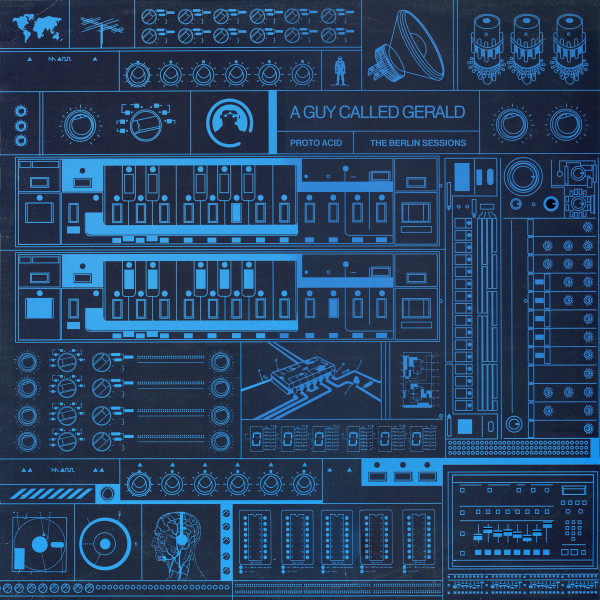 A GUY CALLED GERALD
PROTO ACID
THE BERLIN SESSIONS